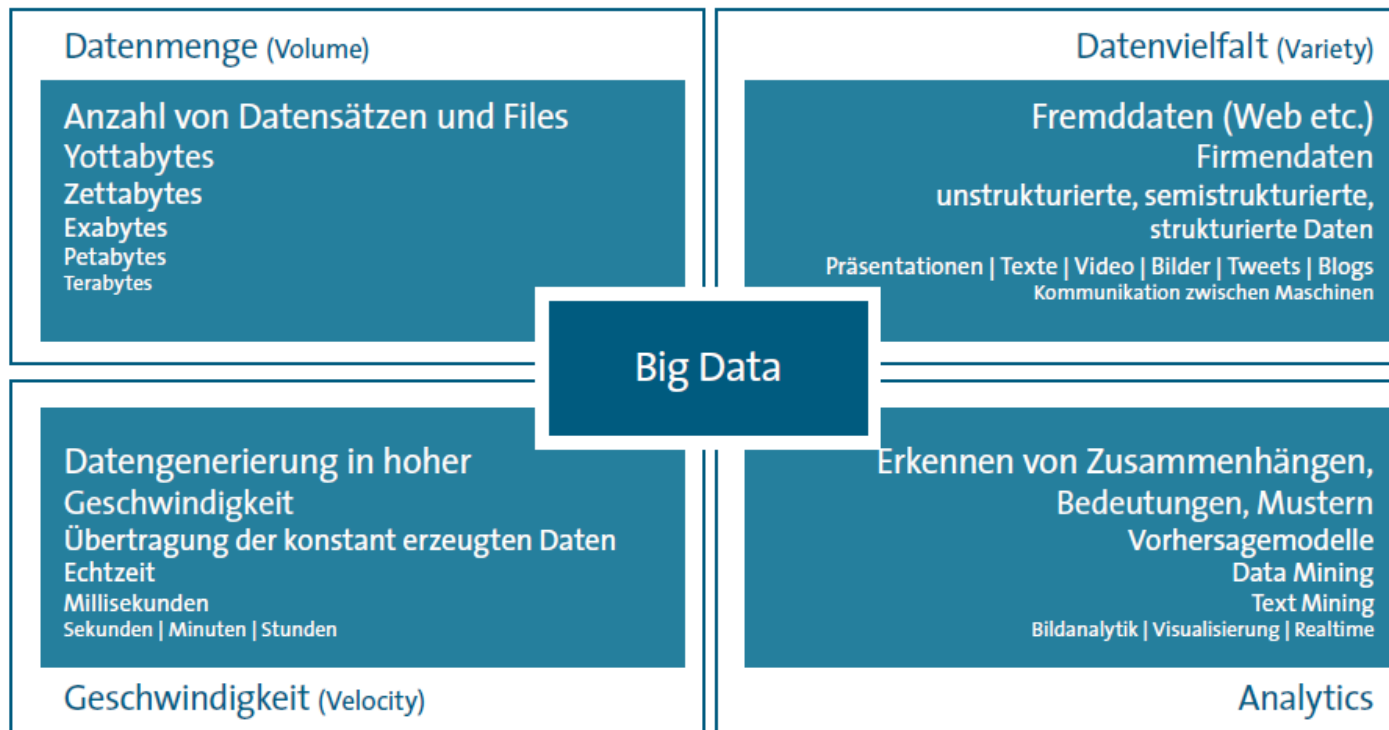 Datenmenge (Volume)
Anzahl von Datensätzen und Files
Yottabytes
Zettabytes
Exabytes
Petabytes
Terabytes
Datenvielfalt (Variety)
Fremddaten (Web etc.)
Firmendaten
unstrukturierte, semistrukturierte,
strukturierte Daten
Präsentationen | Texte | Video | Bilder | Tweets | Blogs
Kommunikation zwischen Maschinen
Big Data
Datengenerierung in hoher
Geschwindigkeit
Übertragung der konstant erzeugten Daten
Echtzeit
Millisekunden
Sekunden | Minuten | Stunden
Geschwindigkeit (Velocity)
Erkennen von Zusammenhängen,
Bedeutungen, Mustern
Vorhersagemodelle
Data Mining
Text Mining
Bildanalytik | Visualisierung | Realtime
Analytics